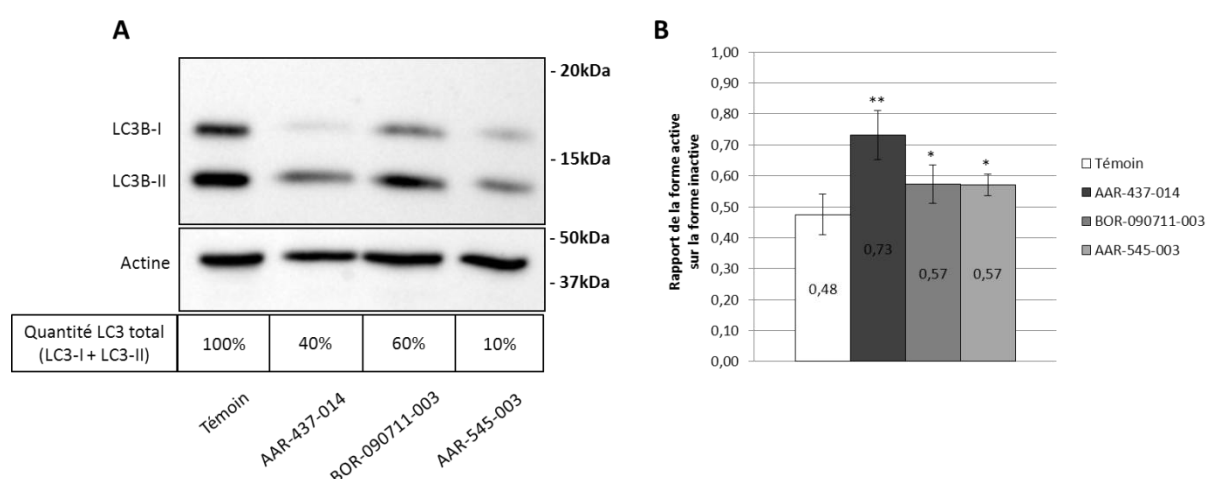 A
- 20kDa
LC3B-I
- 15kDa
LC3B-II
- 50kDa
Actine
- 37kDa
Quantité LC3 total
(LC3-I + LC3-II)
100%
40%
60%
10%
Témoin
AAR-437-014
BOR-090711-003
AAR-545-003
B
Rapport de la forme active
sur la forme inactive
1,00
0,90
0,80
0,70
0,60
0,50
0,40
0,30
0,20
0,10
0,00
**
*
*
0,48
0,73
0,57
0,57
Témoin
AAR-437-014
BOR-090711-003
AAR-545-003